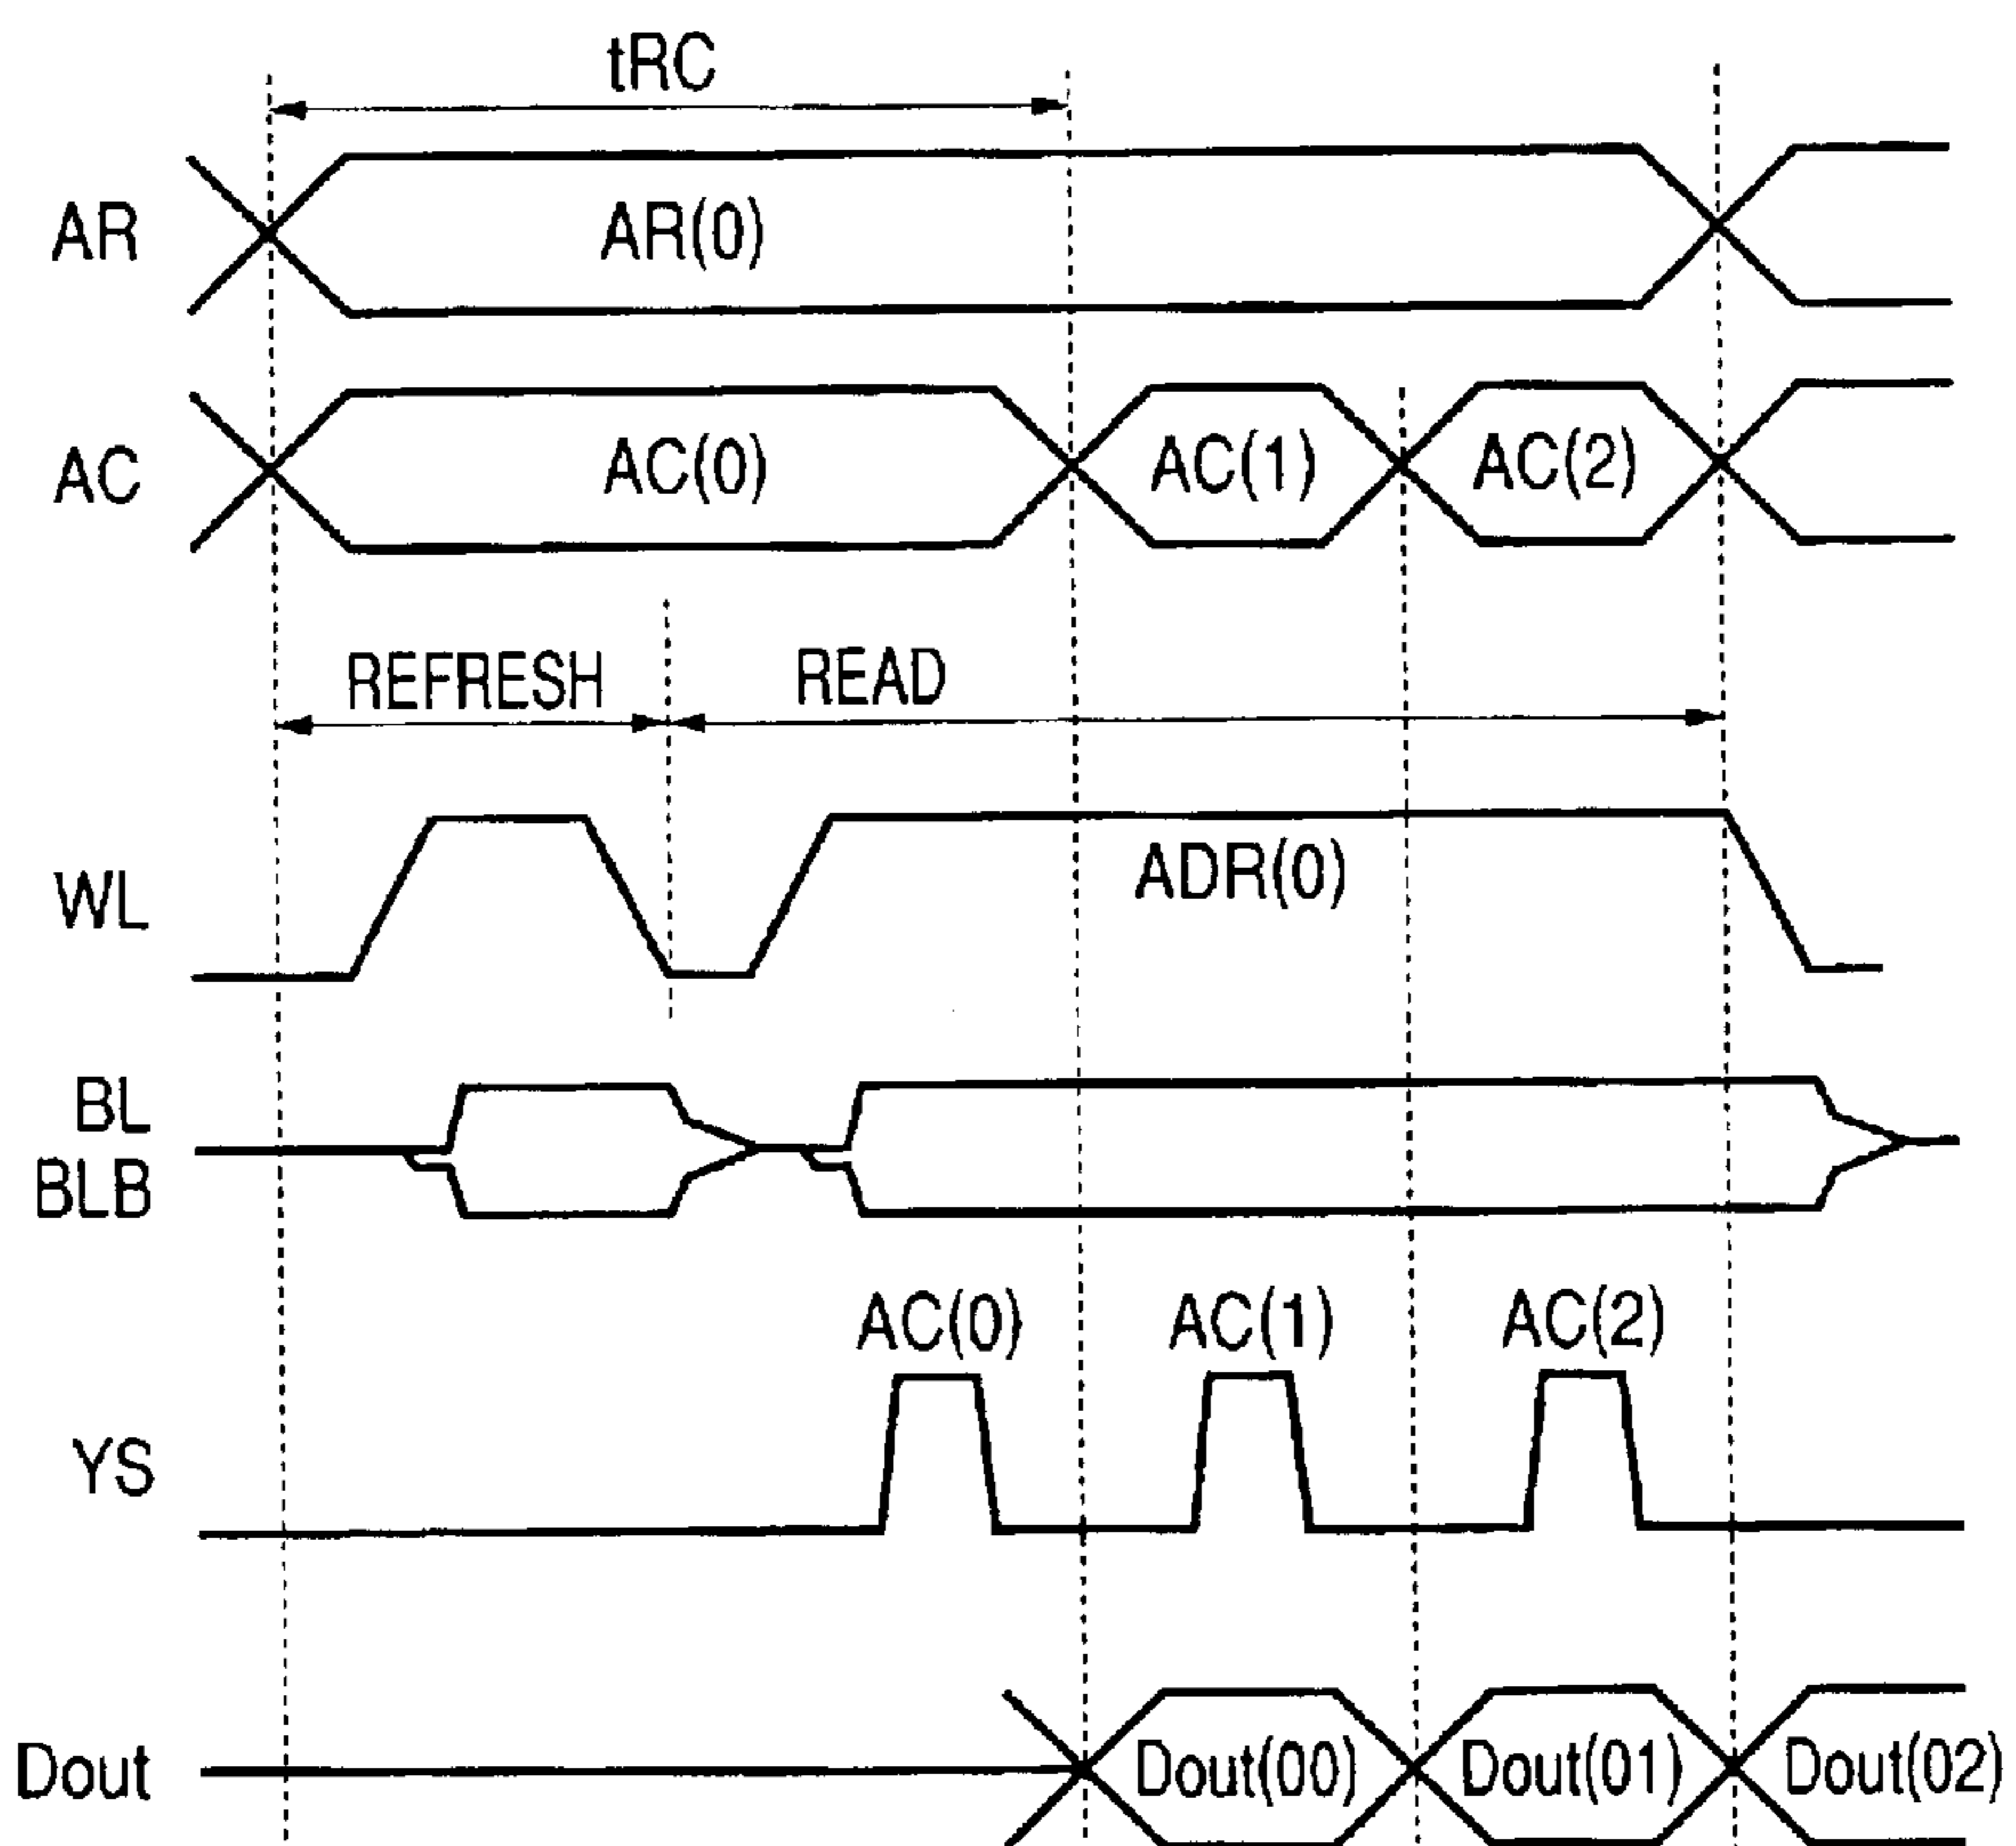 tRC
AR
AR(0)
AC
AC(0)
AC(1)
AC(2)
REFRESH
READ
WL
ADR(0)
BL
BLB
AC(0)
AC(1)
AC(2)
YS
Dout
Dout(00)
Dout(01)
Dout(02)